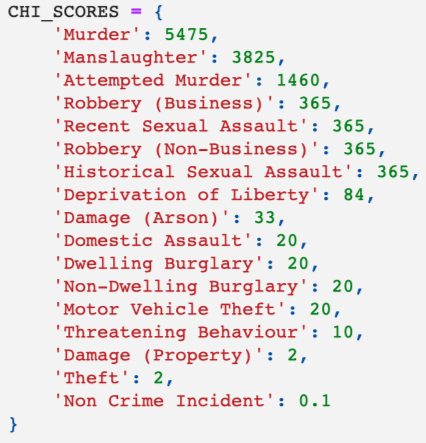 CHI_SCORES = {
    'Murder': 5475,
    'Manslaughter': 3825,
    'Attempted Murder': 1460,
    'Robbery (Business)': 365,
    'Recent Sexual Assault': 365,
    'Robbery (Non-Business)': 365,
    'Historical Sexual Assault': 365,
    'Deprivation of Liberty': 84,
    'Damage (Arson)': 33,
    'Domestic Assault': 20,
    'Dwelling Burglary': 20,
    'Non-Dwelling Burglary': 20,
    'Motor Vehicle Theft': 20,
    'Threatening Behaviour': 10,
    'Damage (Property)': 2,
    'Theft': 2,
    'Non Crime Incident': 0.1
}